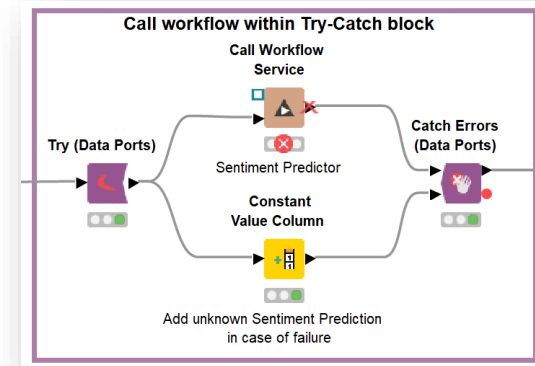 Call workflow within Try-Catch block
Call Workflow
Service
Try (Data Ports)
Catch Errors
(Data Ports)
Sentiment Predictor
Constant
Value Column
Add unknown Sentiment Prediction
in case of failure